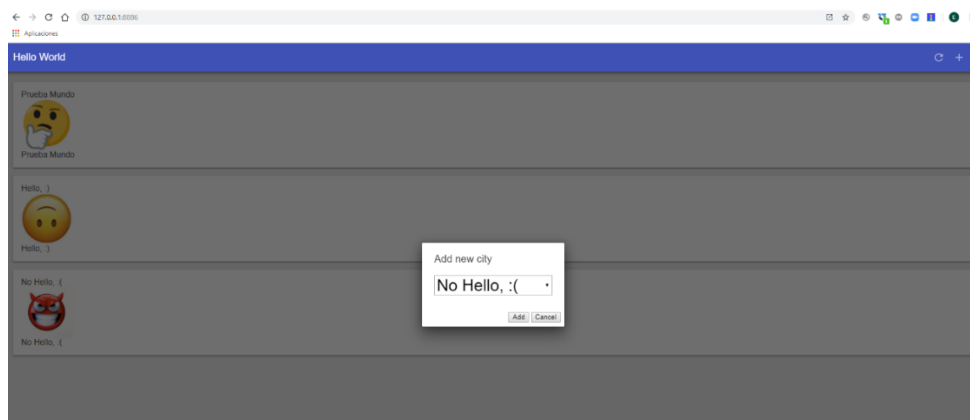 127.0.0.1:8886
Aplicaciones
Hello World
Prueba Mundo
Prueba Mundo
Hello, :)
Hello, :)
No Hello, :(
No Hello, :(
Add new city
No Hello, :(
Add Cancel